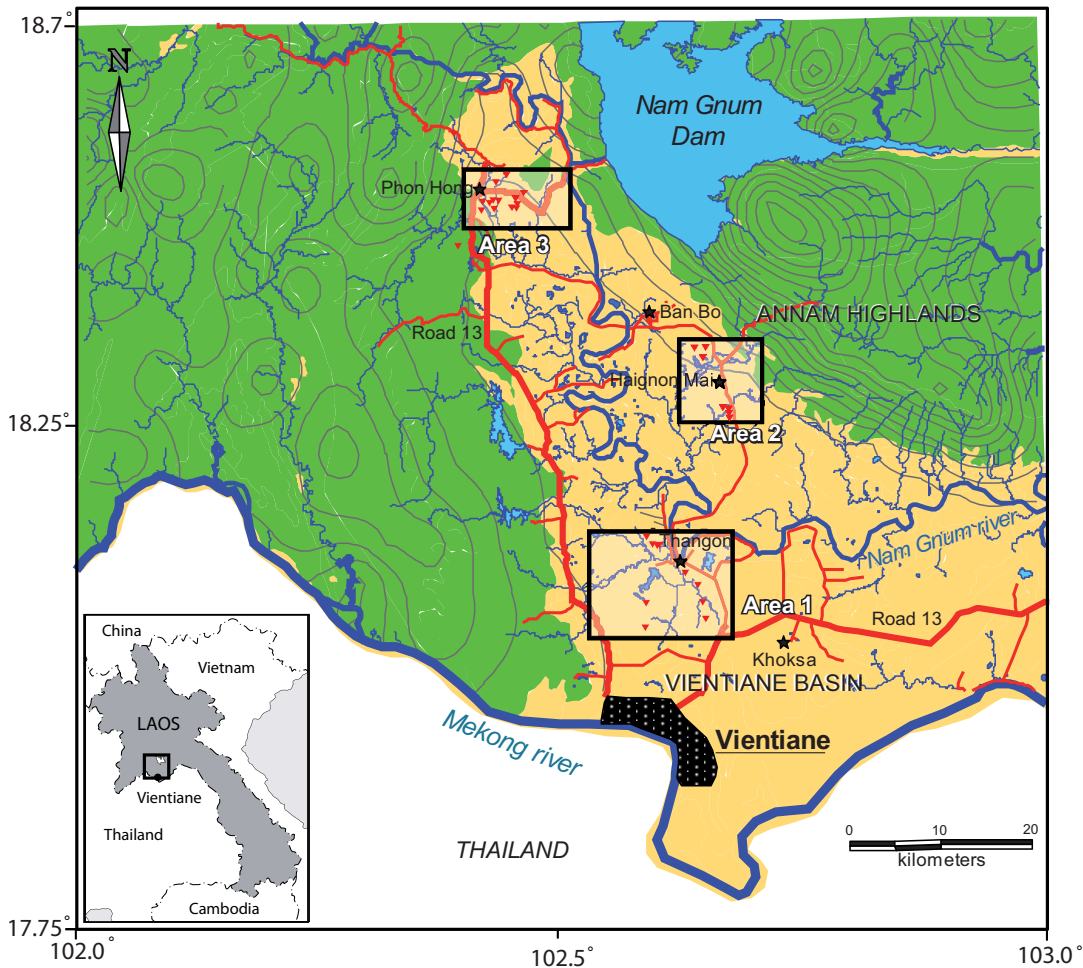 18.7°
N
Nam Gnum
Dam
Phon Hong
Area 3
Ban Bo
ANNAM HIGHLANDS
Road 13
Haignon Mai
18.25°
Area 2
Thangon
Nam Gnum river
Area 1
Road 13
Khoksa
VIENTIANE BASIN
China
Vietnam
LAOS
Vientiane
Thailand
Cambodia
Mekong river
Vientiane
THAILAND
0 10 20
kilometers
17.75°
102.0° 102.5° 103.0°